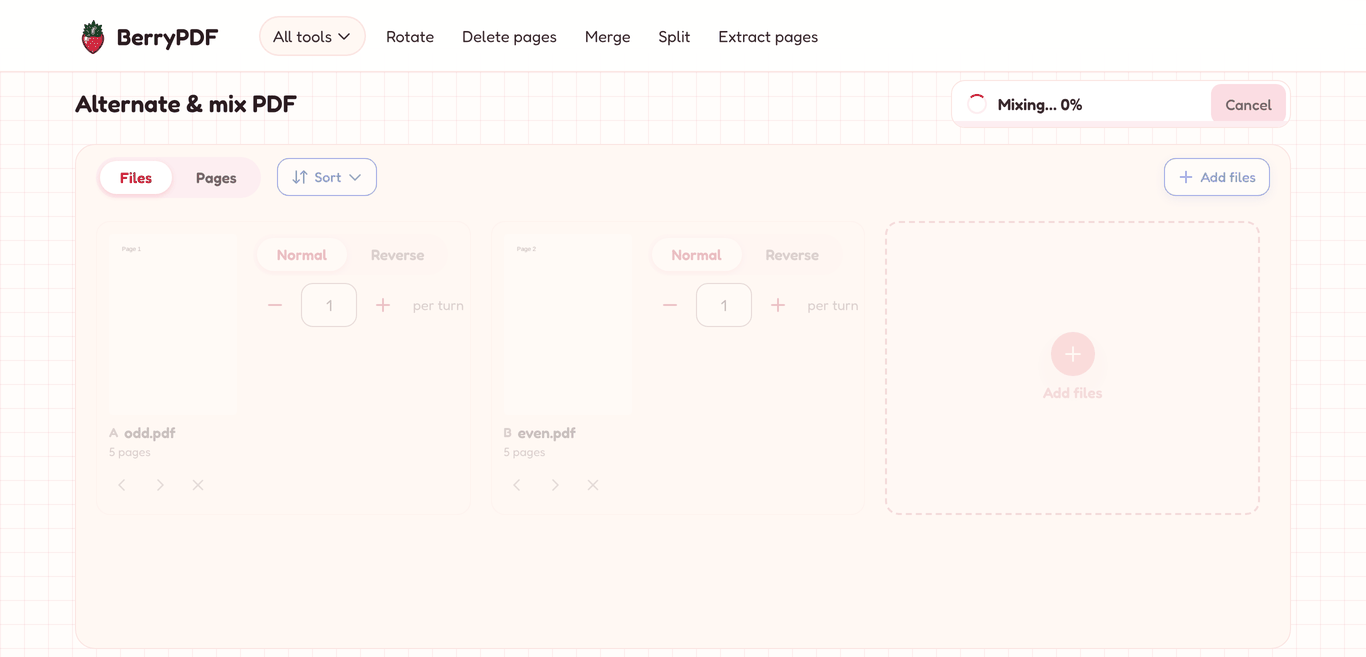 BerryPDF
All tools
Rotate
Delete pages
Merge
Split
Extract pages
Alternate & mix PDF
Mixing... 0%
Cancel
Files
Pages
Sort
Add files
Page 1
Normal
Reverse
1
per turn
A odd.pdf
5 pages
Page 2
Normal
Reverse
1
per turn
B even.pdf
5 pages
Add files